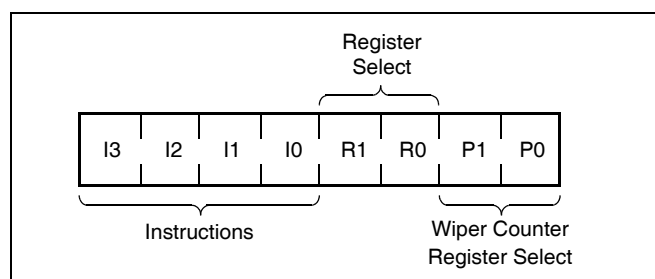 Register
Select
I3 I2 I1 I0 R1 R0 P1 P0
Instructions
Wiper Counter
Register Select